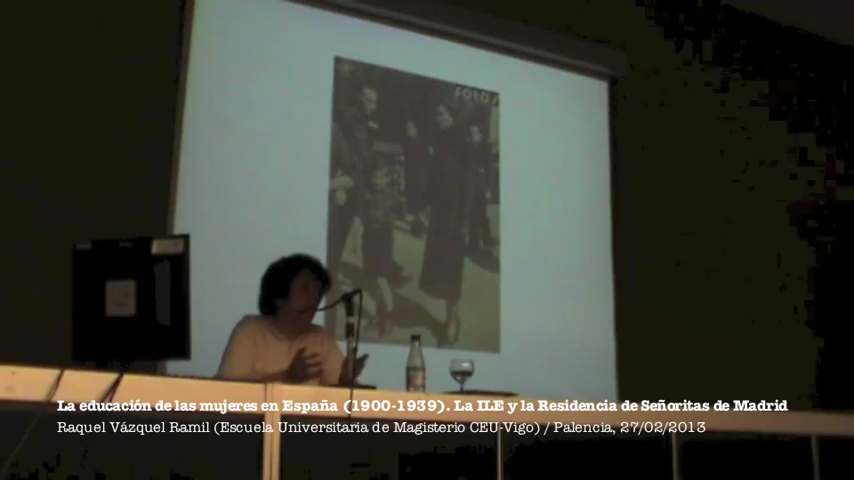 FOTOS
La educación de las mujeres en España (1900-1939). La ILE y la Residencia de Señoritas de Madrid
Raquel Vázquel Ramil (Escuela Universitaria de Magisterio CEU-Vigo) / Palencia, 27/02/2013